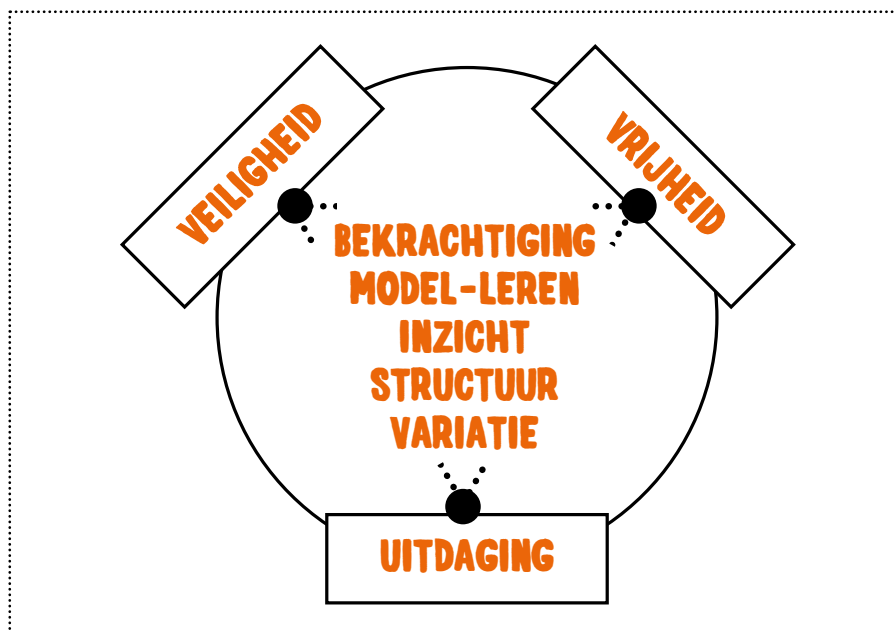 VEILIGHEID
VRIJHEID
BEKRACHTIGING
MODEL-LEREN
INZICHT
STRUCTUUR
VARIATIE
UITDAGING